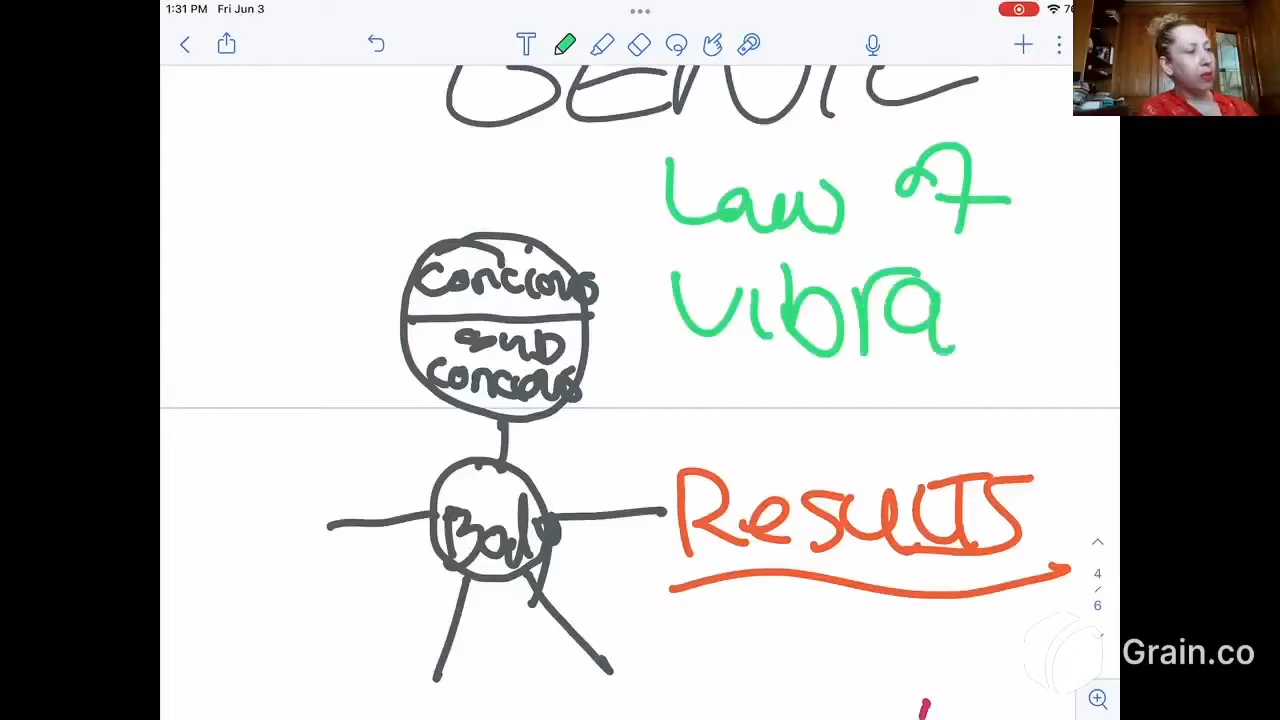 1:31 PM Fri Jun 3
Law of
vibra
Concious
sub
concious
Body
Results
4
/
6
Grain.co